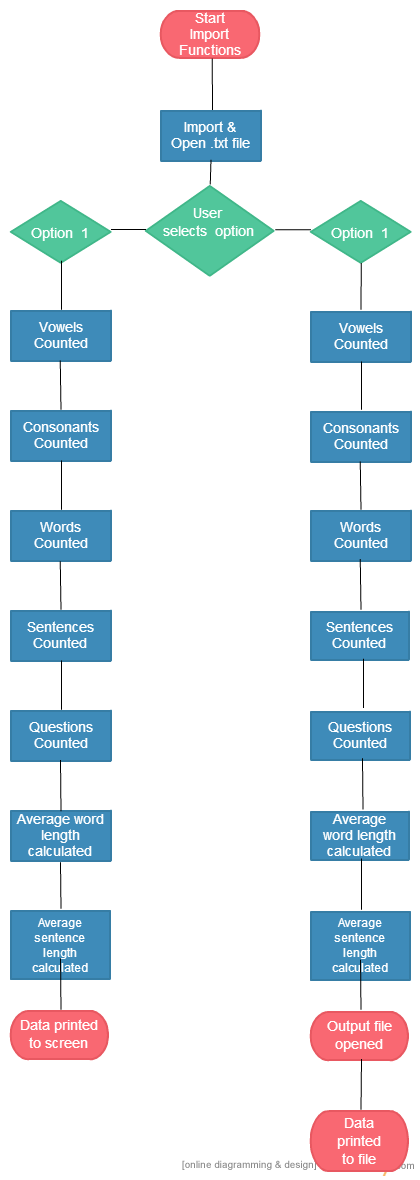 Start
Import
Functions
Import &
Open .txt file
User
selects option
Option 1
Option 1
Vowels
Counted
Vowels
Counted
Consonants
Counted
Consonants
Counted
Words
Counted
Words
Counted
Sentences
Counted
Sentences
Counted
Questions
Counted
Questions
Counted
Average word
length
calculated
Average
word length
calculated
Average
sentence
length
calculated
Average
sentence
length
calculated
Data printed
to screen
Output file
opened
Data
printed
to file
[online diagramming & design]